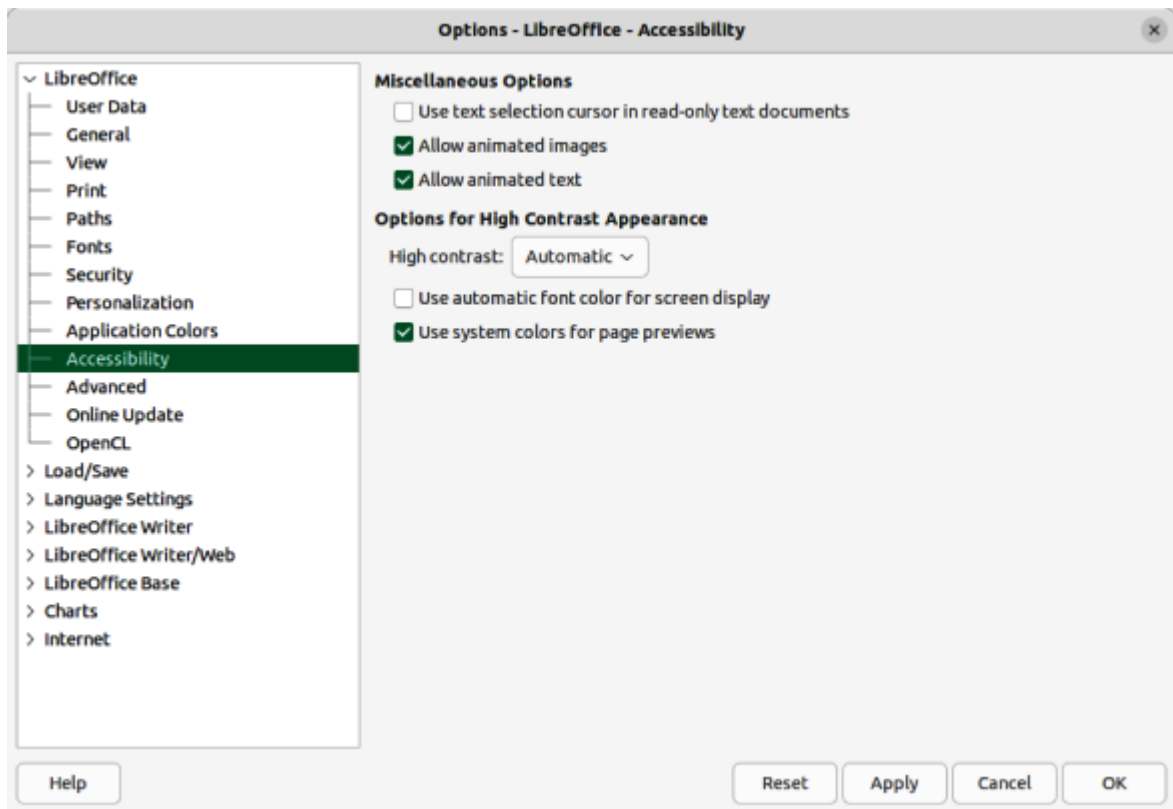 Options - LibreOffice - Accessibility
LibreOffice
User Data
General
View
Print
Paths
Fonts
Security
Personalization
Application Colors
Accessibility
Advanced
Online Update
OpenCL
Load/Save
Language Settings
LibreOffice Writer
LibreOffice Writer/Web
LibreOffice Base
Charts
Internet
Miscellaneous Options
Use text selection cursor in read-only text documents
Allow animated images
Allow animated text
Options for High Contrast Appearance
High contrast: Automatic
Use automatic font color for screen display
Use system colors for page previews
Help Reset Apply Cancel OK